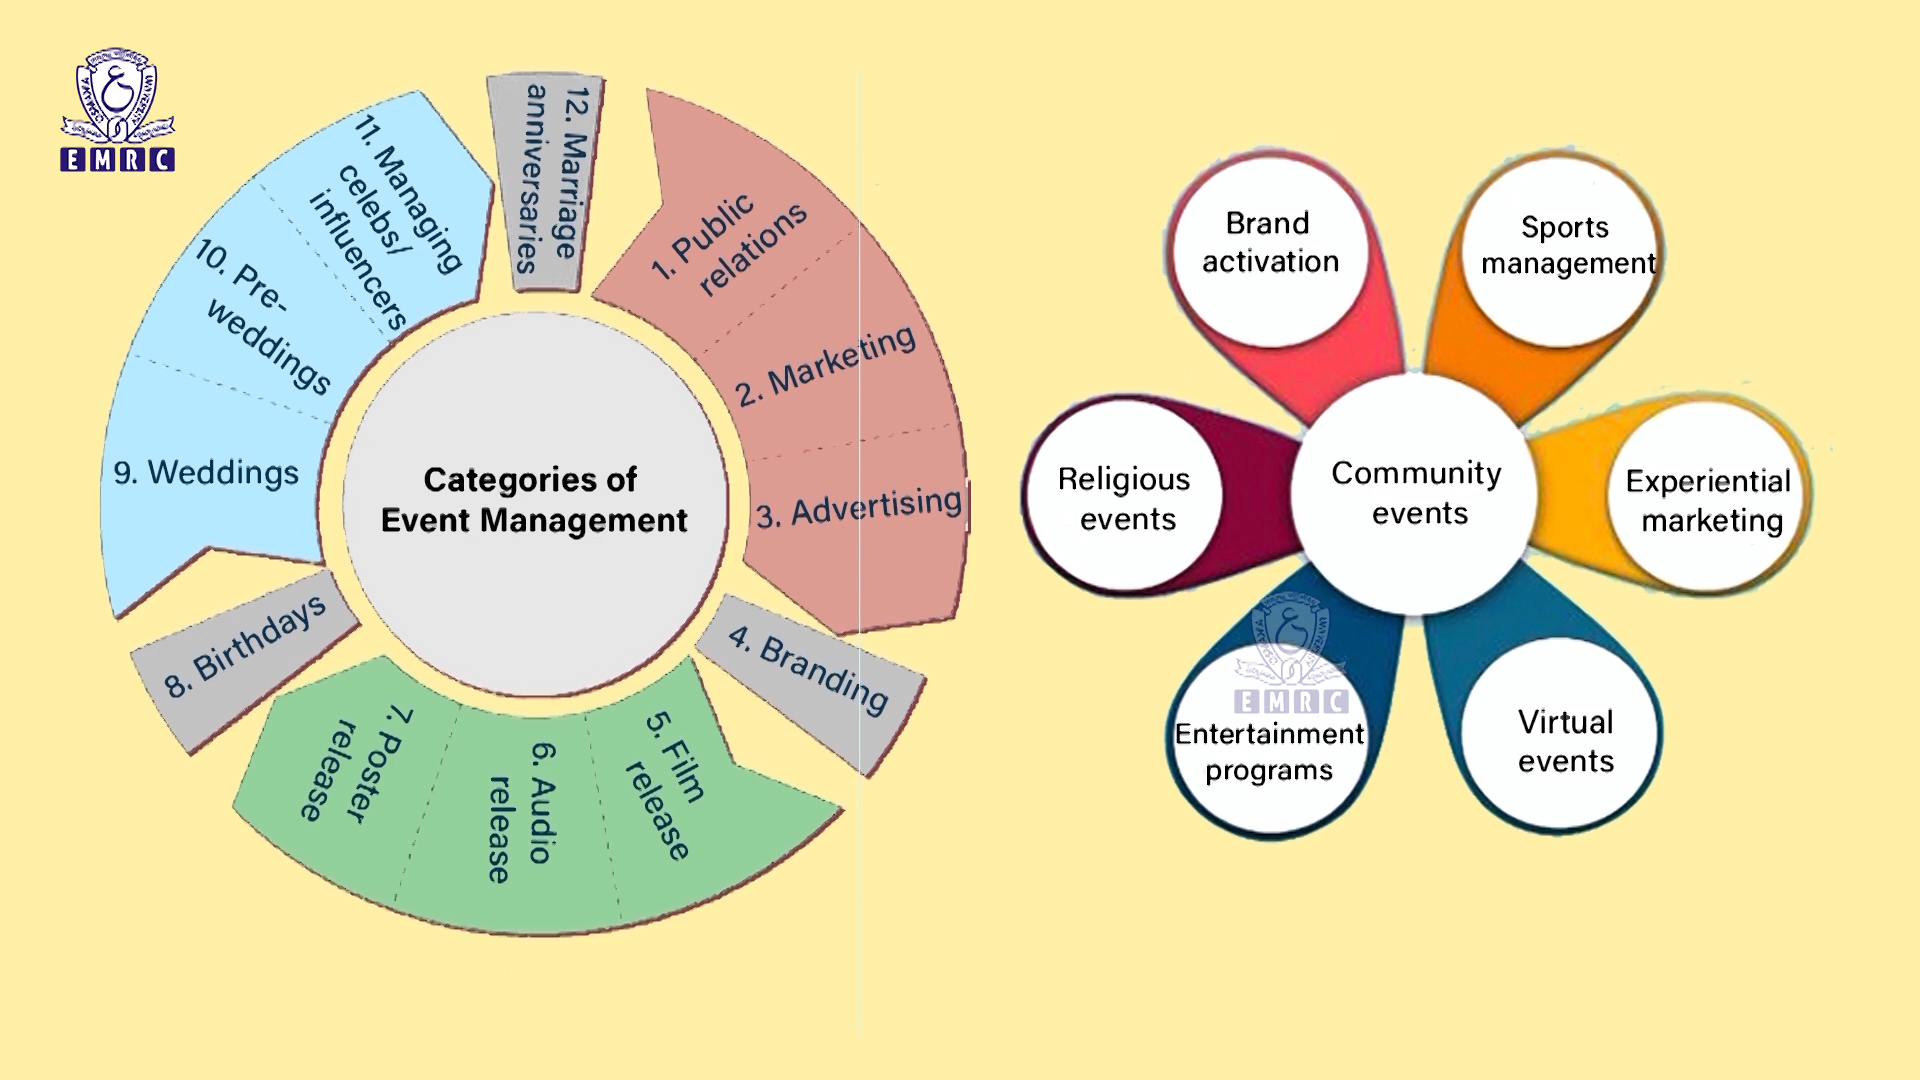 EMRC
12. Marriage
anniversaries
1. Public
relations
2. Marketing
3. Advertising
4. Branding
5. Film
release
6. Audio
release
7. Poster
release
8. Birthdays
9. Weddings
10. Pre-
weddings
11. Managing
celebs/
influencers
Categories of
Event Management
Brand
activation
Sports
management
Religious
events
Community
events
Experiential
marketing
EMRC
Entertainment
programs
Virtual
events